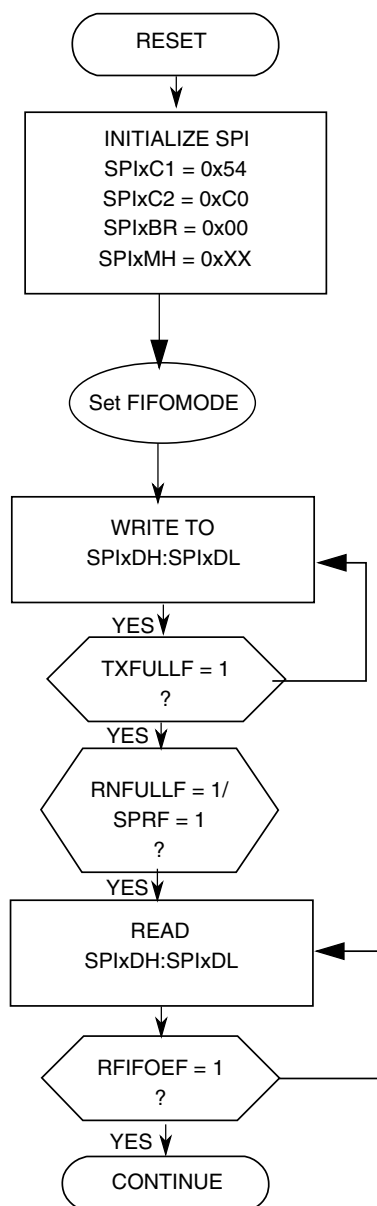 RESET
INITIALIZE SPI
SPIxC1 = 0x54
SPIxC2 = 0xC0
SPIxBR = 0x00
SPIxMH = 0xXX
Set FIFOMODE
WRITE TO
SPIxDH:SPIxDL
YES
TXFULLF = 1
?
YES
RNFULLF = 1/
SPRF = 1
?
YES
READ
SPIxDH:SPIxDL
RFIFOEF = 1
?
YES
CONTINUE